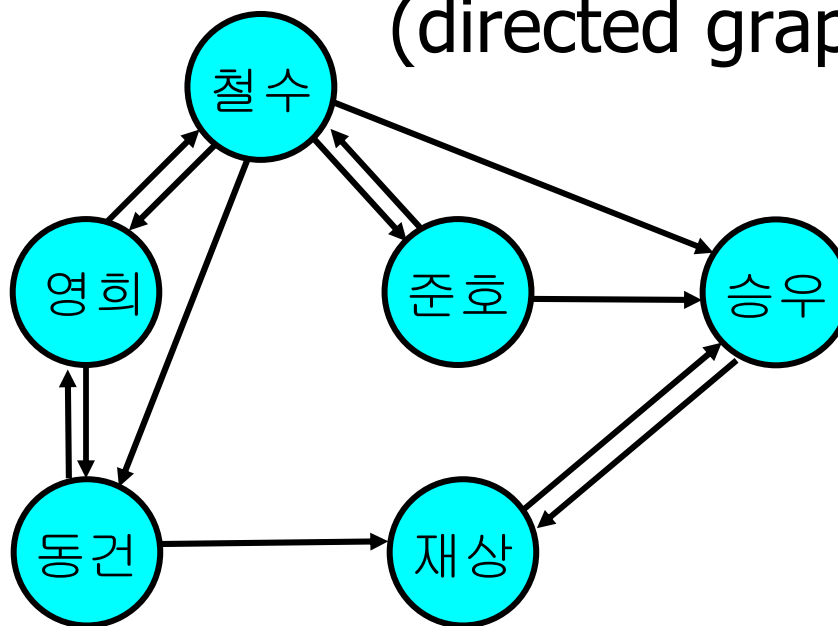 (directed grap
철수
영희
준호
승우
동건
재상